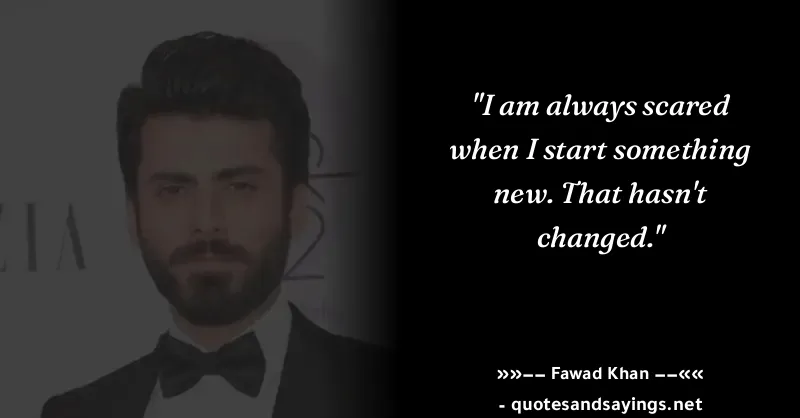 "I am always scared
when I start something
new. That hasn't
changed."
»»−− Fawad Khan −−««
- quotesandsayings.net